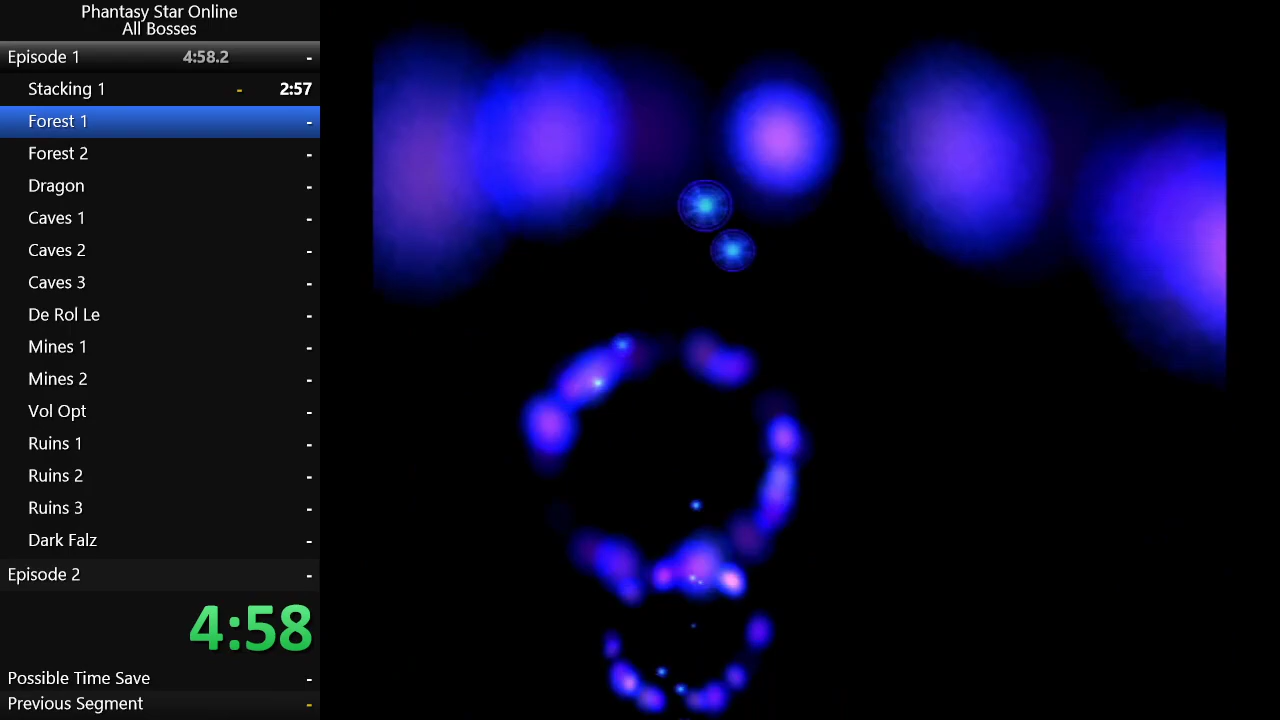 Phantasy Star Online
All Bosses
Episode 1 4:58.2 -
Stacking 1 - 2:57
Forest 1 -
Forest 2 -
Dragon -
Caves 1 -
Caves 2 -
Caves 3 -
De Rol Le -
Mines 1 -
Mines 2 -
Vol Opt -
Ruins 1 -
Ruins 2 -
Ruins 3 -
Dark Falz -
Episode 2 -
4:58
Possible Time Save -
Previous Segment -